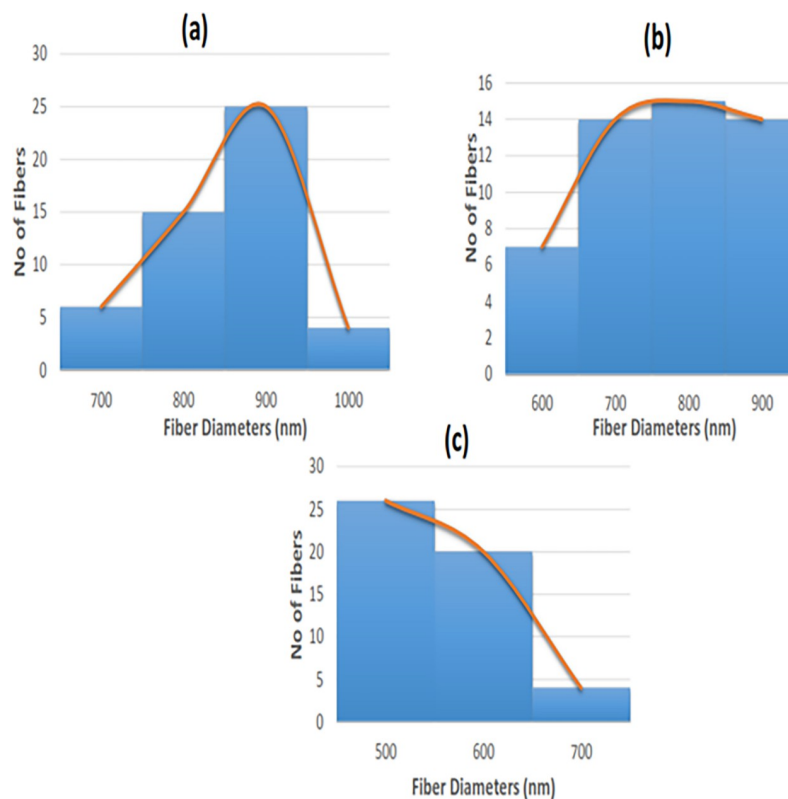 (a)
30
25
20
15
10
5
0
No of Fibers
700 800 900 1000
Fiber Diameters (nm)
(b)
16
14
12
10
8
6
4
2
0
No of Fibers
600 700 800 900
Fiber Diameters (nm)
(c)
30
25
20
15
10
5
0
No of Fibers
500 600 700
Fiber Diameters (nm)